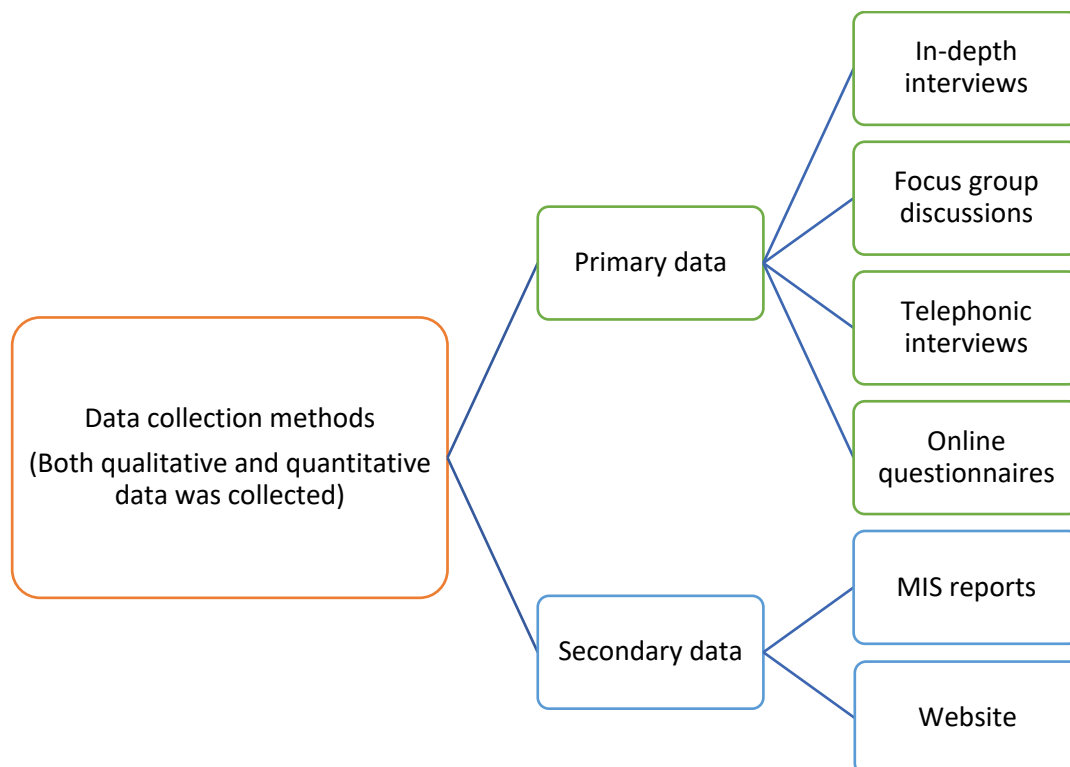 Data collection methods
(Both qualitative and quantitative
data was collected)
Primary data
In-depth
interviews
Focus group
discussions
Telephonic
interviews
Online
questionnaires
Secondary data
MIS reports
Website